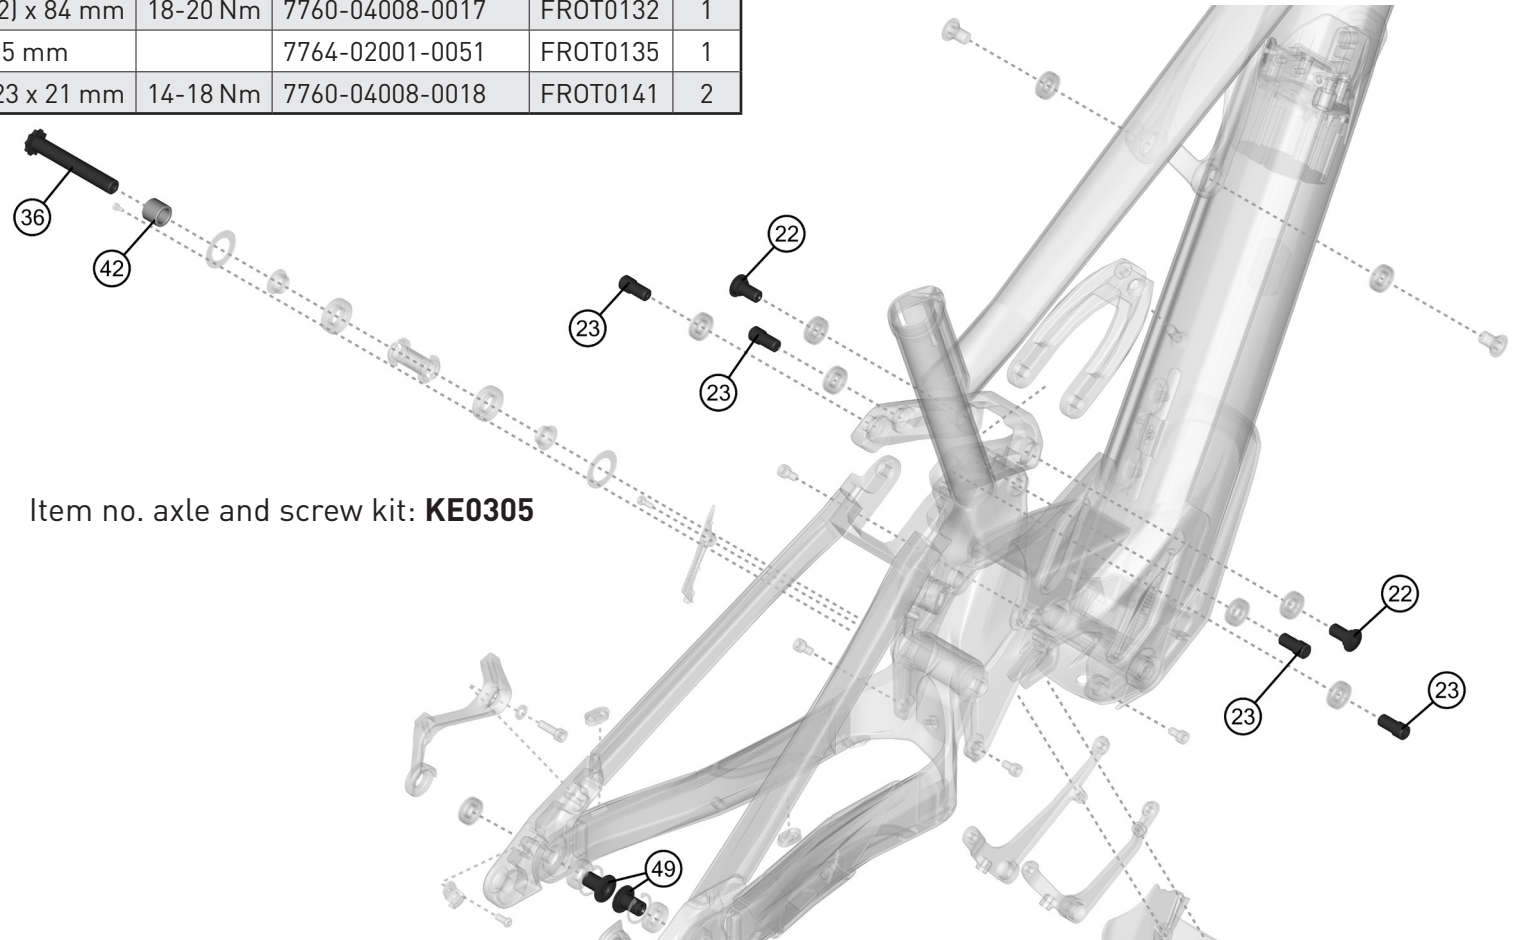 2) x 84 mm 18-20 Nm 7760-04008-0017 FROT0132 1
5 mm 7764-02001-0051 FROT0135 1
23 x 21 mm 14-18 Nm 7760-04008-0018 FROT0141 2
36
42
22
23
23
Item no. axle and screw kit: KE0305
22
23
23
49